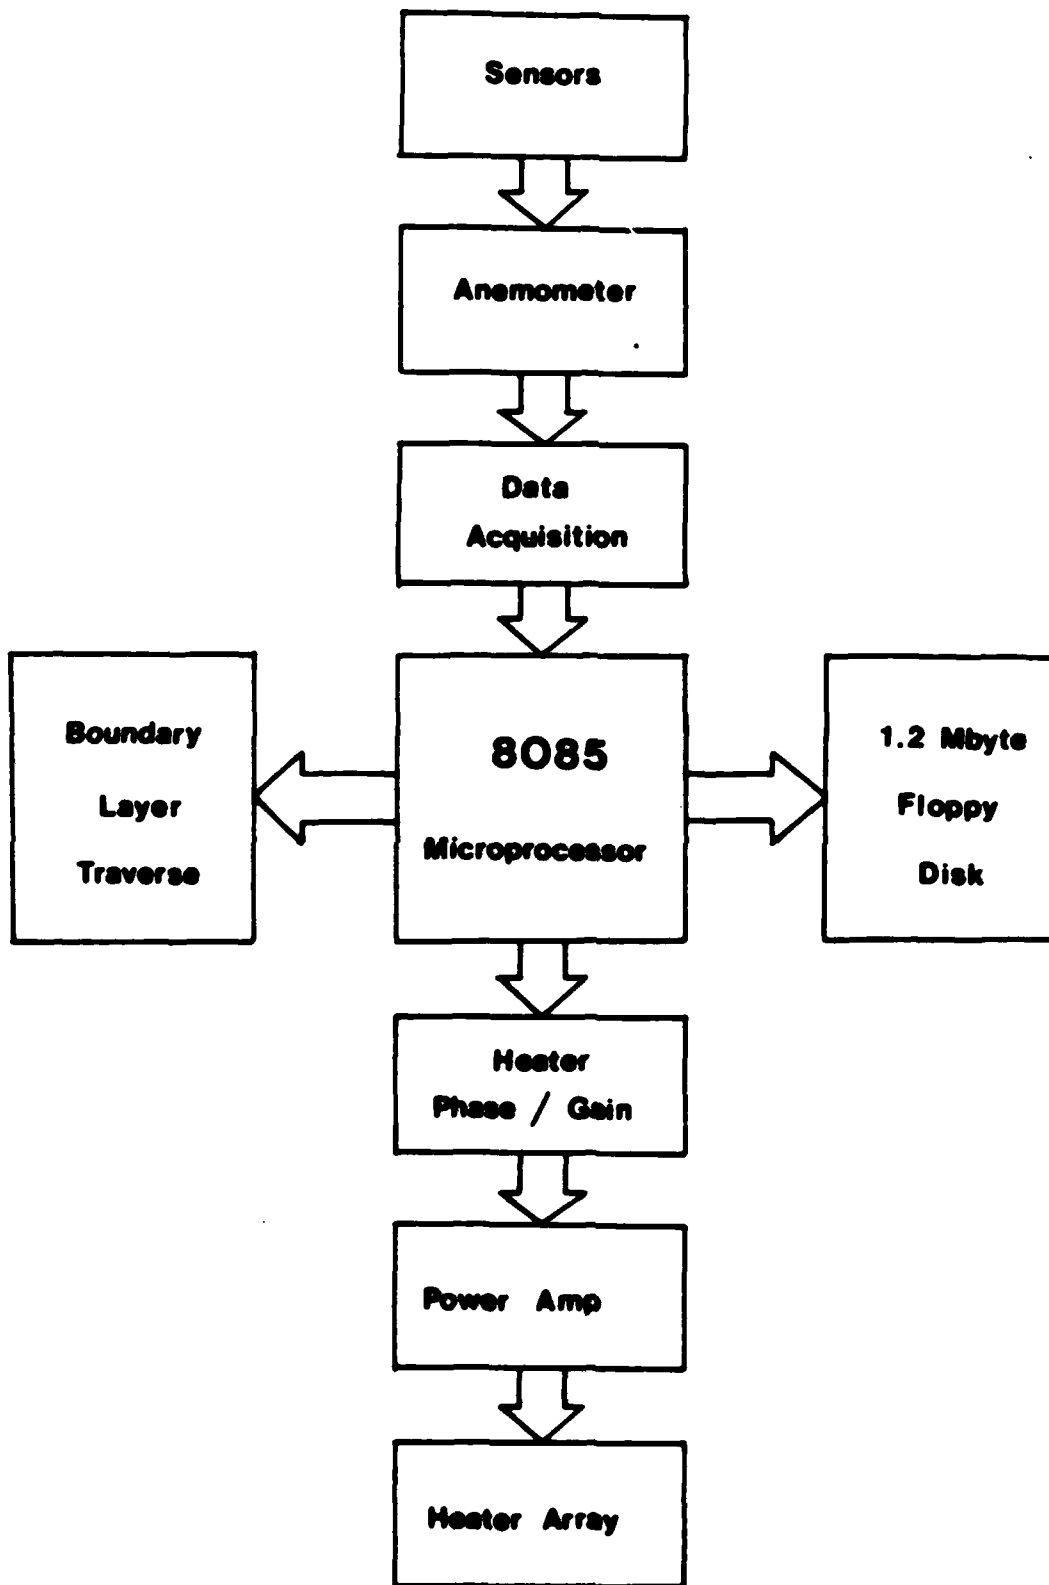 Sensors
Anemometer
Data
Acquisition
Boundary
Layer
Traverse
8085
Microprocessor
1.2 Mbyte
Floppy
Disk
Heater
Phase / Gain
Power Amp
Heater Array